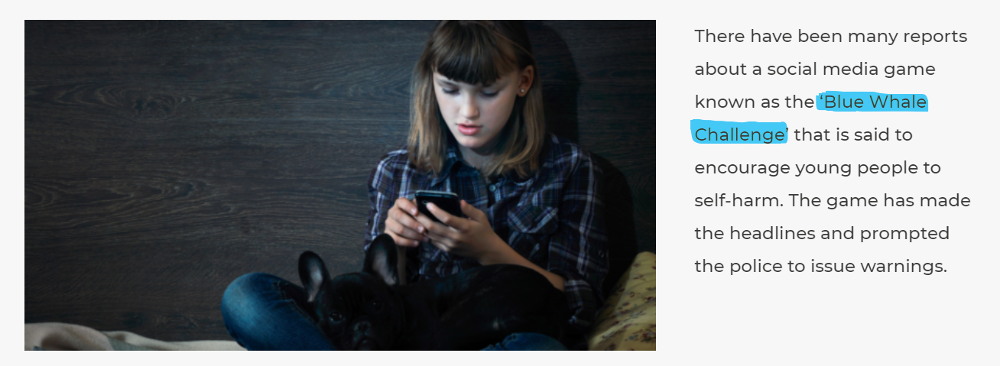 There have been many reports
about a social media game
known as the ‘Blue Whale
Challenge’ that is said to
encourage young people to
self-harm. The game has made
the headlines and prompted
the police to issue warnings.